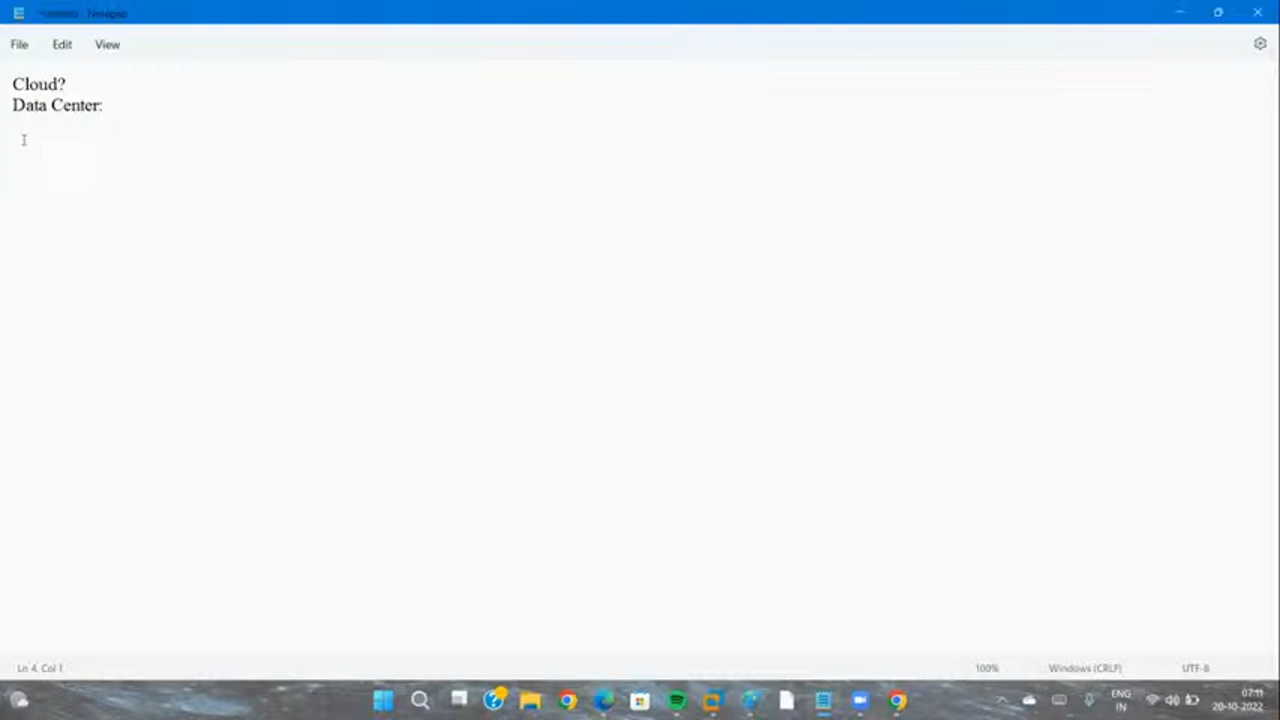 Notepad
File Edit View
Cloud?
Data Center:
Ln 4, Col 1 100% Windows (CRLF) UTF-8
ENG 07:11
IN 20-10-2022